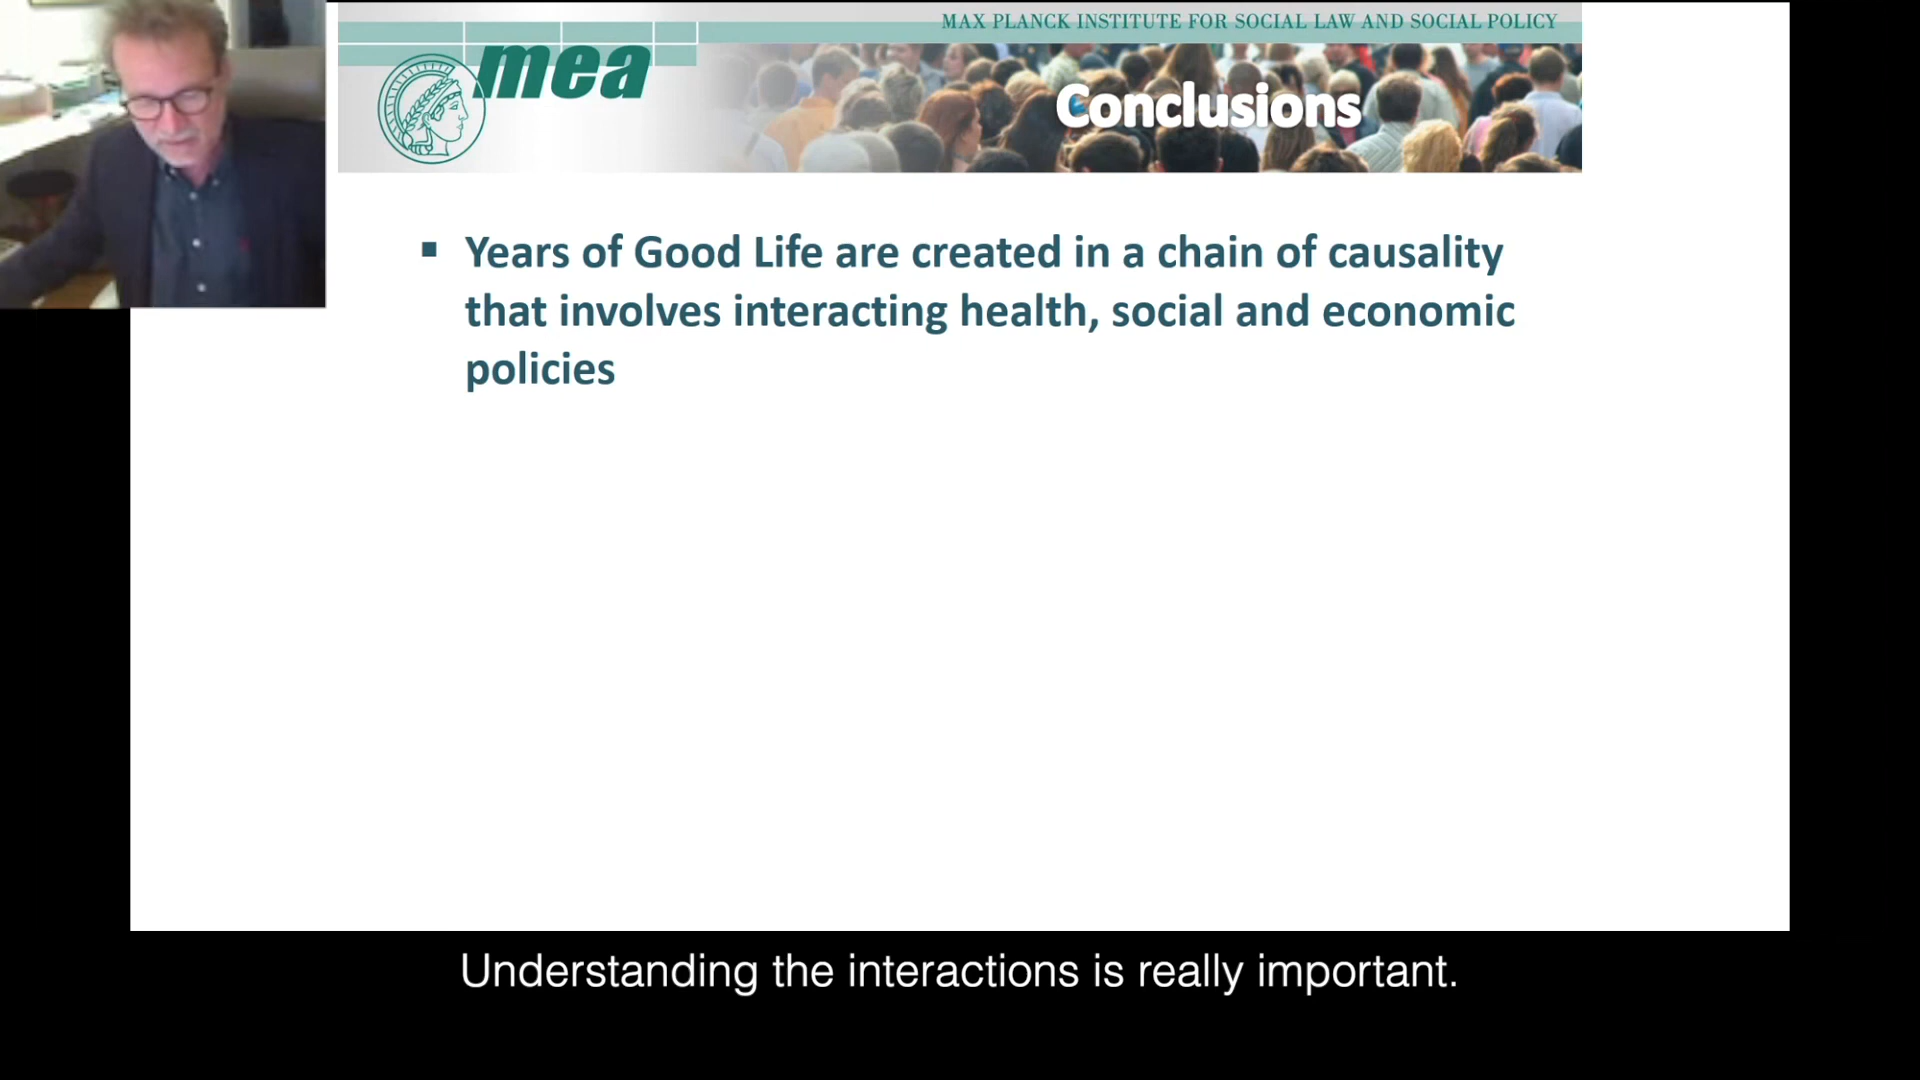 MAX PLANCK INSTITUTE FOR SOCIAL LAW AND SOCIAL POLICY
mea
Conclusions
▪ Years of Good Life are created in a chain of causality
that involves interacting health, social and economic
policies
Understanding the interactions is really important.